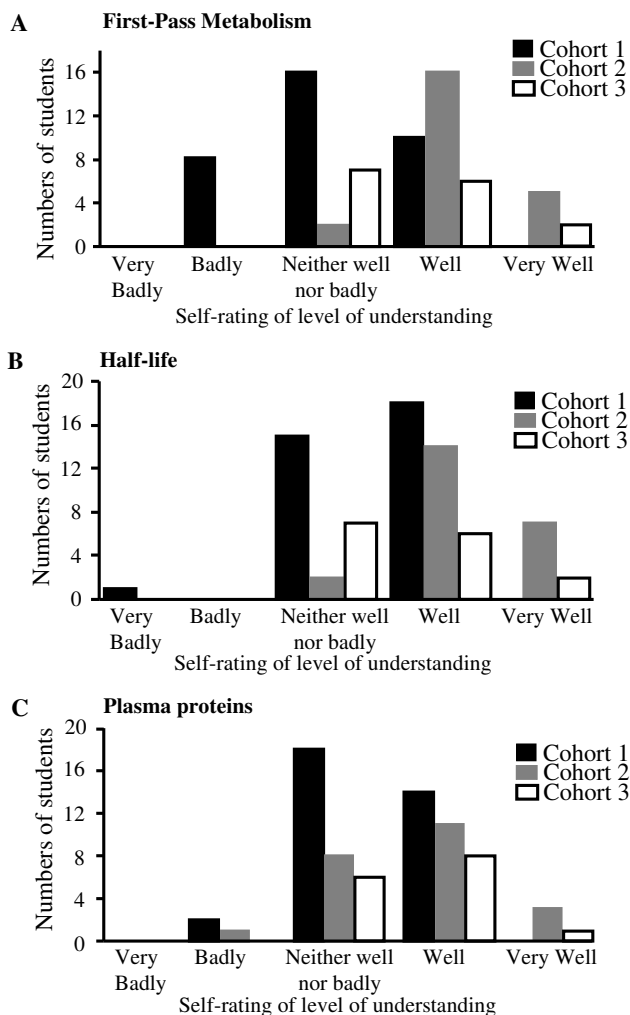 A
First-Pass Metabolism
Numbers of students
16
12
8
4
0
Cohort 1
Cohort 2
Cohort 3
Very Badly
Badly
Neither well nor badly
Well
Very Well
Self-rating of level of understanding
B
Half-life
Numbers of students
20
16
12
8
4
0
Cohort 1
Cohort 2
Cohort 3
Very Badly
Badly
Neither well nor badly
Well
Very Well
Self-rating of level of understanding
C
Plasma proteins
Numbers of students
20
16
12
8
4
0
Cohort 1
Cohort 2
Cohort 3
Very Badly
Badly
Neither well nor badly
Well
Very Well
Self-rating of level of understanding